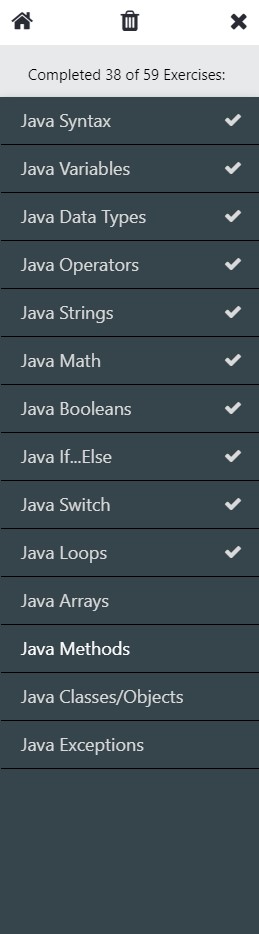 Completed 38 of 59 Exercises:
Java Syntax
Java Variables
Java Data Types
Java Operators
Java Strings
Java Math
Java Booleans
Java If...Else
Java Switch
Java Loops
Java Arrays
Java Methods
Java Classes/Objects
Java Exceptions